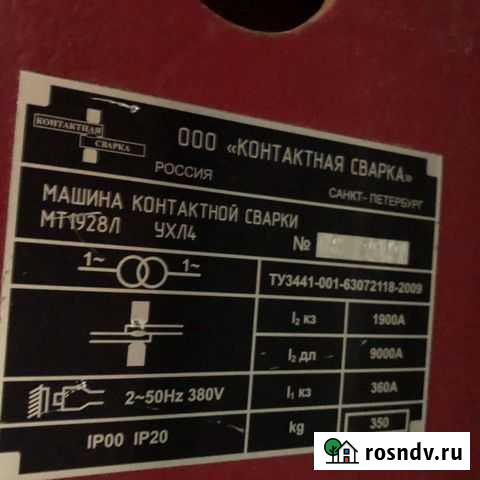 КОНТАКТНАЯ
СВАРКА
ООО «КОНТАКТНАЯ СВАРКА»
РОССИЯ
САНКТ- ПЕТЕРБУРГ
МАШИНА КОНТАКТНОЙ СВАРКИ
МТ1928Л УХЛ4 №
1~ 1~
ТУ3441-001-63072118-2009
I₂ кз 1900А
I₂ дл 9000А
2~50Hz 380V
I₁ кз 360А
IP00 IP20
kg 350
rosndv.ru